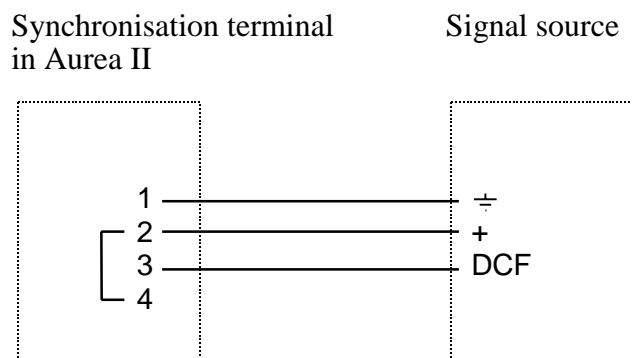 Synchronisation terminal
in Aurea II
Signal source
1
2 +
3 DCF
4